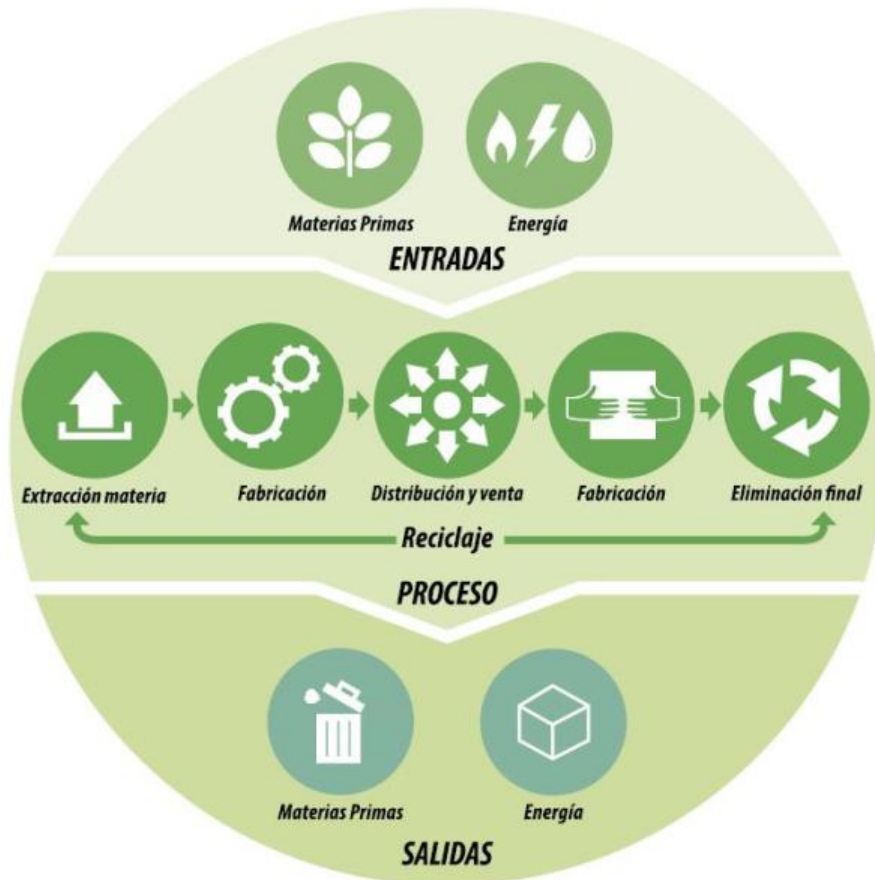 Materias Primas
Energía
ENTRADAS
Extracción materia
Fabricación
Distribución y venta
Fabricación
Eliminación final
Reciclaje
PROCESO
Materias Primas
Energía
SALIDAS